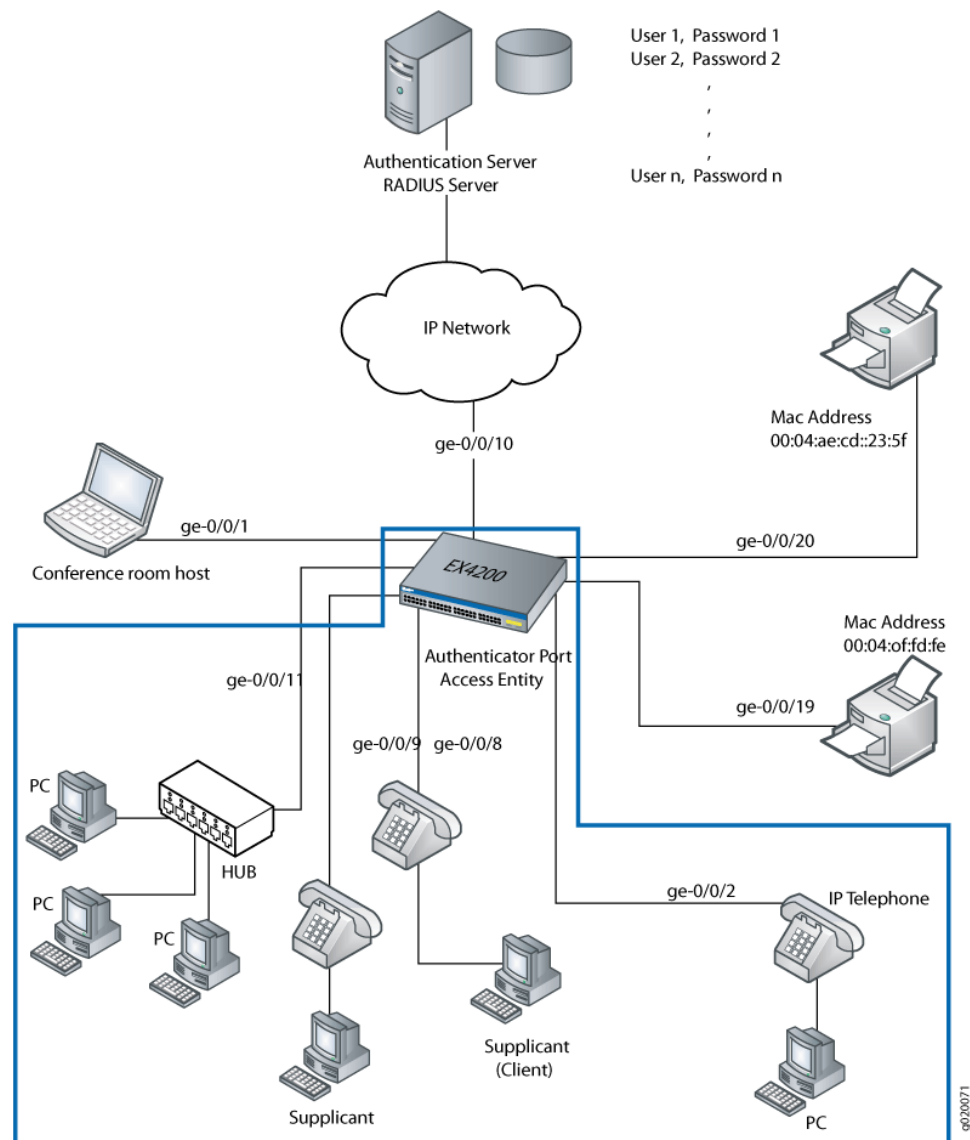 User 1, Password 1
User 2, Password 2
,
,
,
,
User n, Password n
Authentication Server
RADIUS Server
IP Network
ge-0/0/10
Mac Address
00:04:ae:cd::23:5f
ge-0/0/1
Conference room host
EX4200
ge-0/0/20
Authenticator Port
Access Entity
Mac Address
00:04:of:fd:fe
ge-0/0/11
ge-0/0/19
ge-0/0/9
ge-0/0/8
PC
HUB
PC
PC
ge-0/0/2
IP Telephone
Supplicant
(Client)
Supplicant
PC
g020071